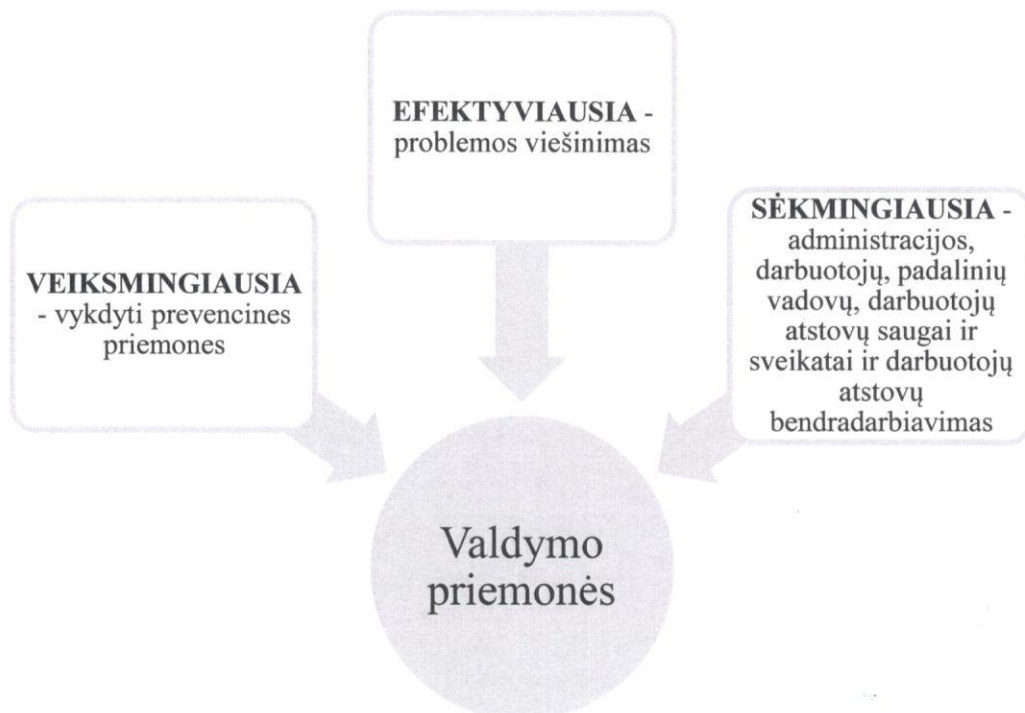 EFEKTYVIAUSIA -
problemos viešinimas
VEIKSMINGIAUSIA
- vykdyti prevencines
priemones
SĖKMINGIAUSIA -
administracijos,
darbuotojų, padalinių
vadovų, darbuotojų
atstovų saugai ir
sveikatai ir darbuotojų
atstovų
bendradarbiavimas
Valdymo
priemonės